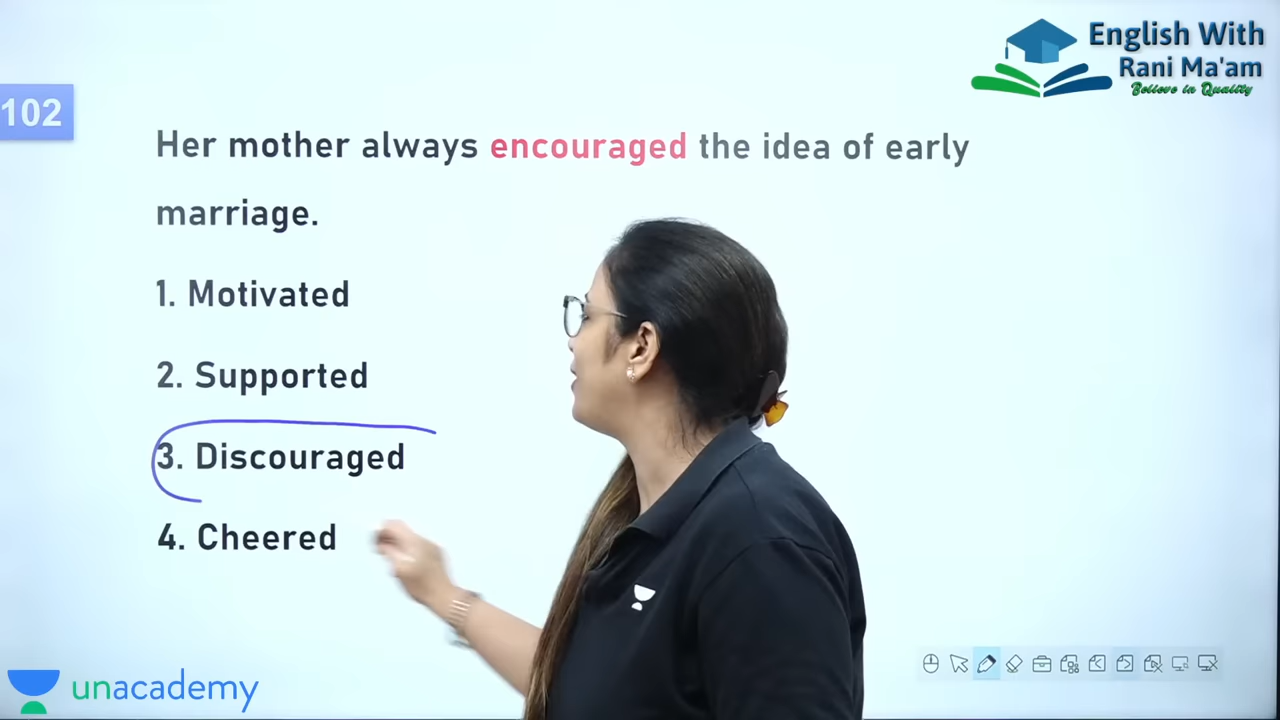 English With
Rani Ma'am
Believe in Quality
102
Her mother always encouraged the idea of early
marriage.
1. Motivated
2. Supported
3. Discouraged
4. Cheered
unacademy